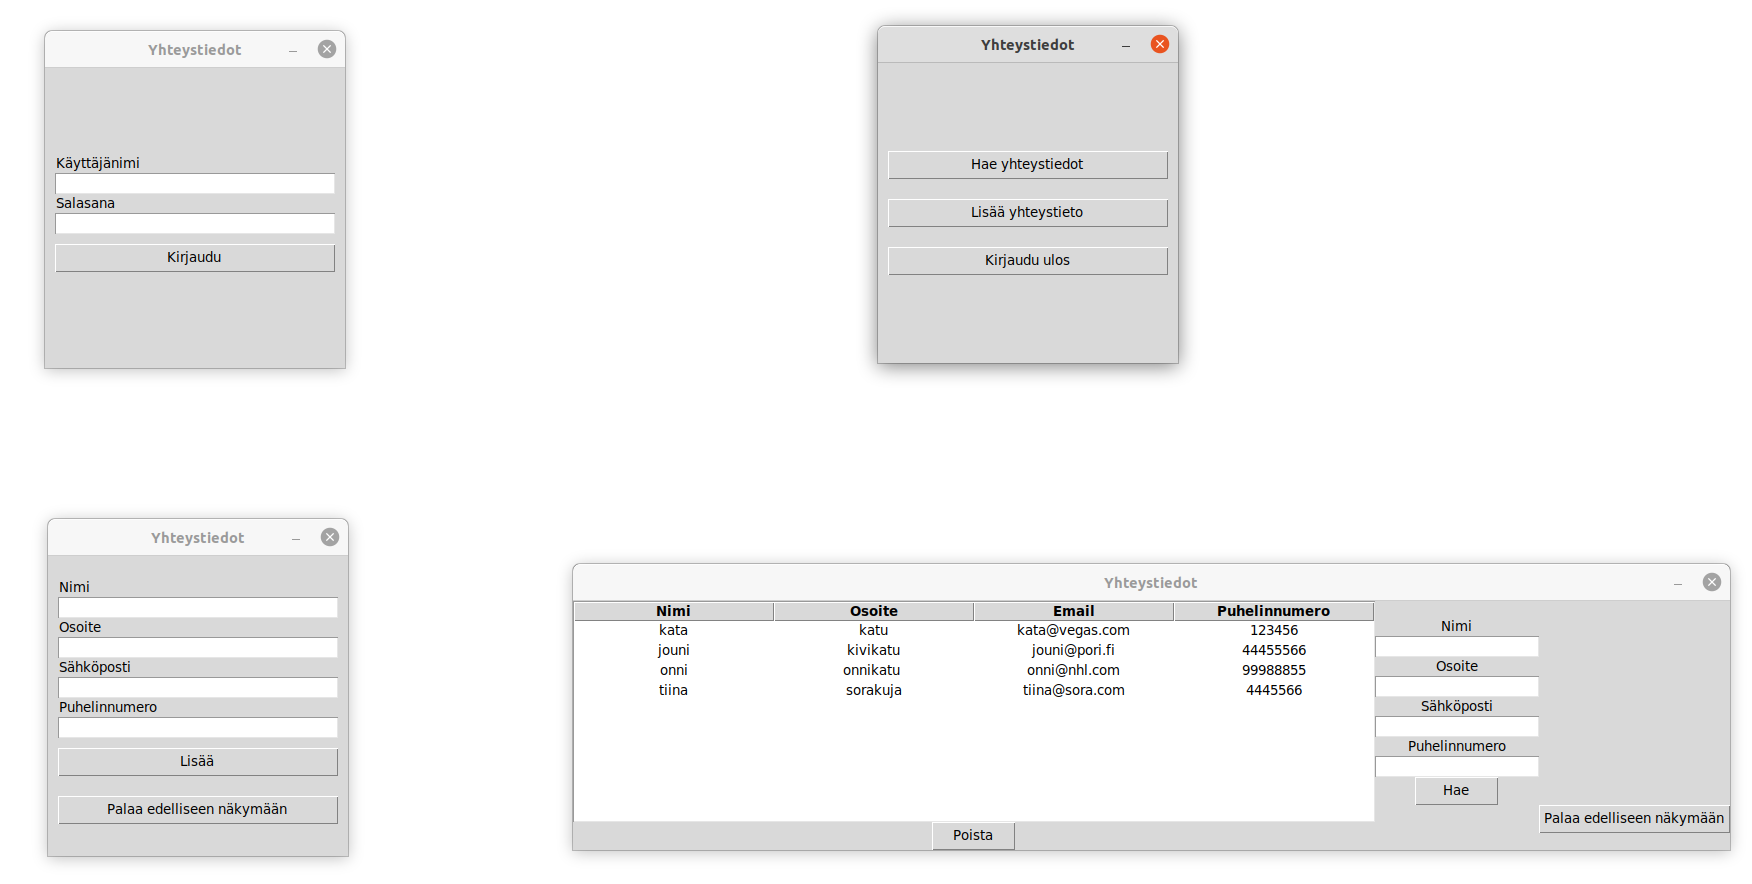 Yhteystiedot
Käyttäjänimi
Salasana
Kirjaudu
Yhteystiedot
Hae yhteystiedot
Lisää yhteystieto
Kirjaudu ulos
Yhteystiedot
Nimi
Osoite
Sähköposti
Puhelinnumero
Lisää
Palaa edelliseen näkymään
Yhteystiedot
Nimi Osoite Email Puhelinnumero
kata katu kata@vegas.com 123456
jouni kivikatu jouni@pori.fi 44455566
onni onnikatu onni@nhl.com 99988855
tiina sorakuja tiina@sora.com 4445566
Poista
Nimi
Osoite
Sähköposti
Puhelinnumero
Hae
Palaa edelliseen näkymään